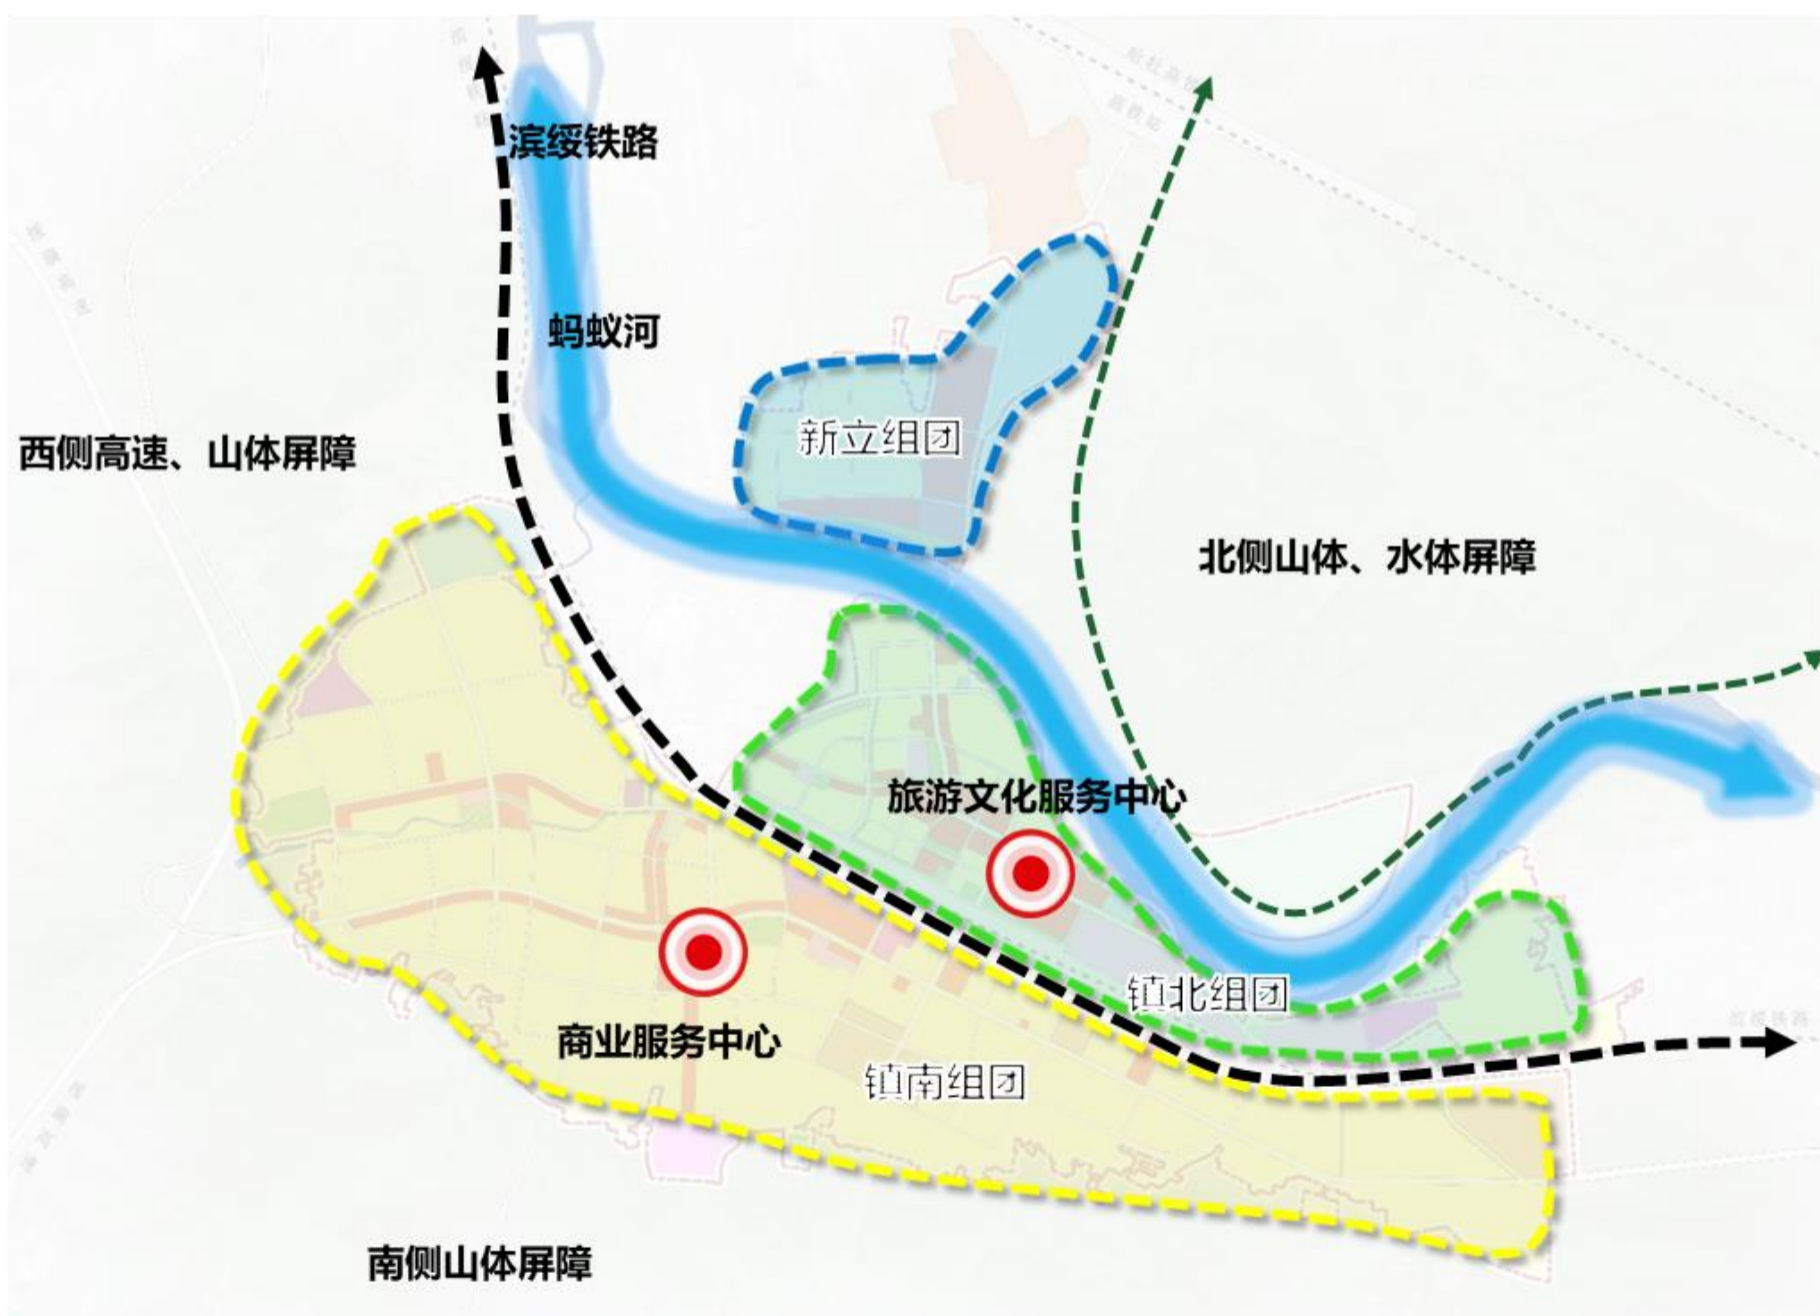 滨绥铁路
蚂蚁河
西侧高速、山体屏障
新立组团
北侧山体、水体屏障
旅游文化服务中心
镇北组团
商业服务中心
镇南组团
南侧山体屏障